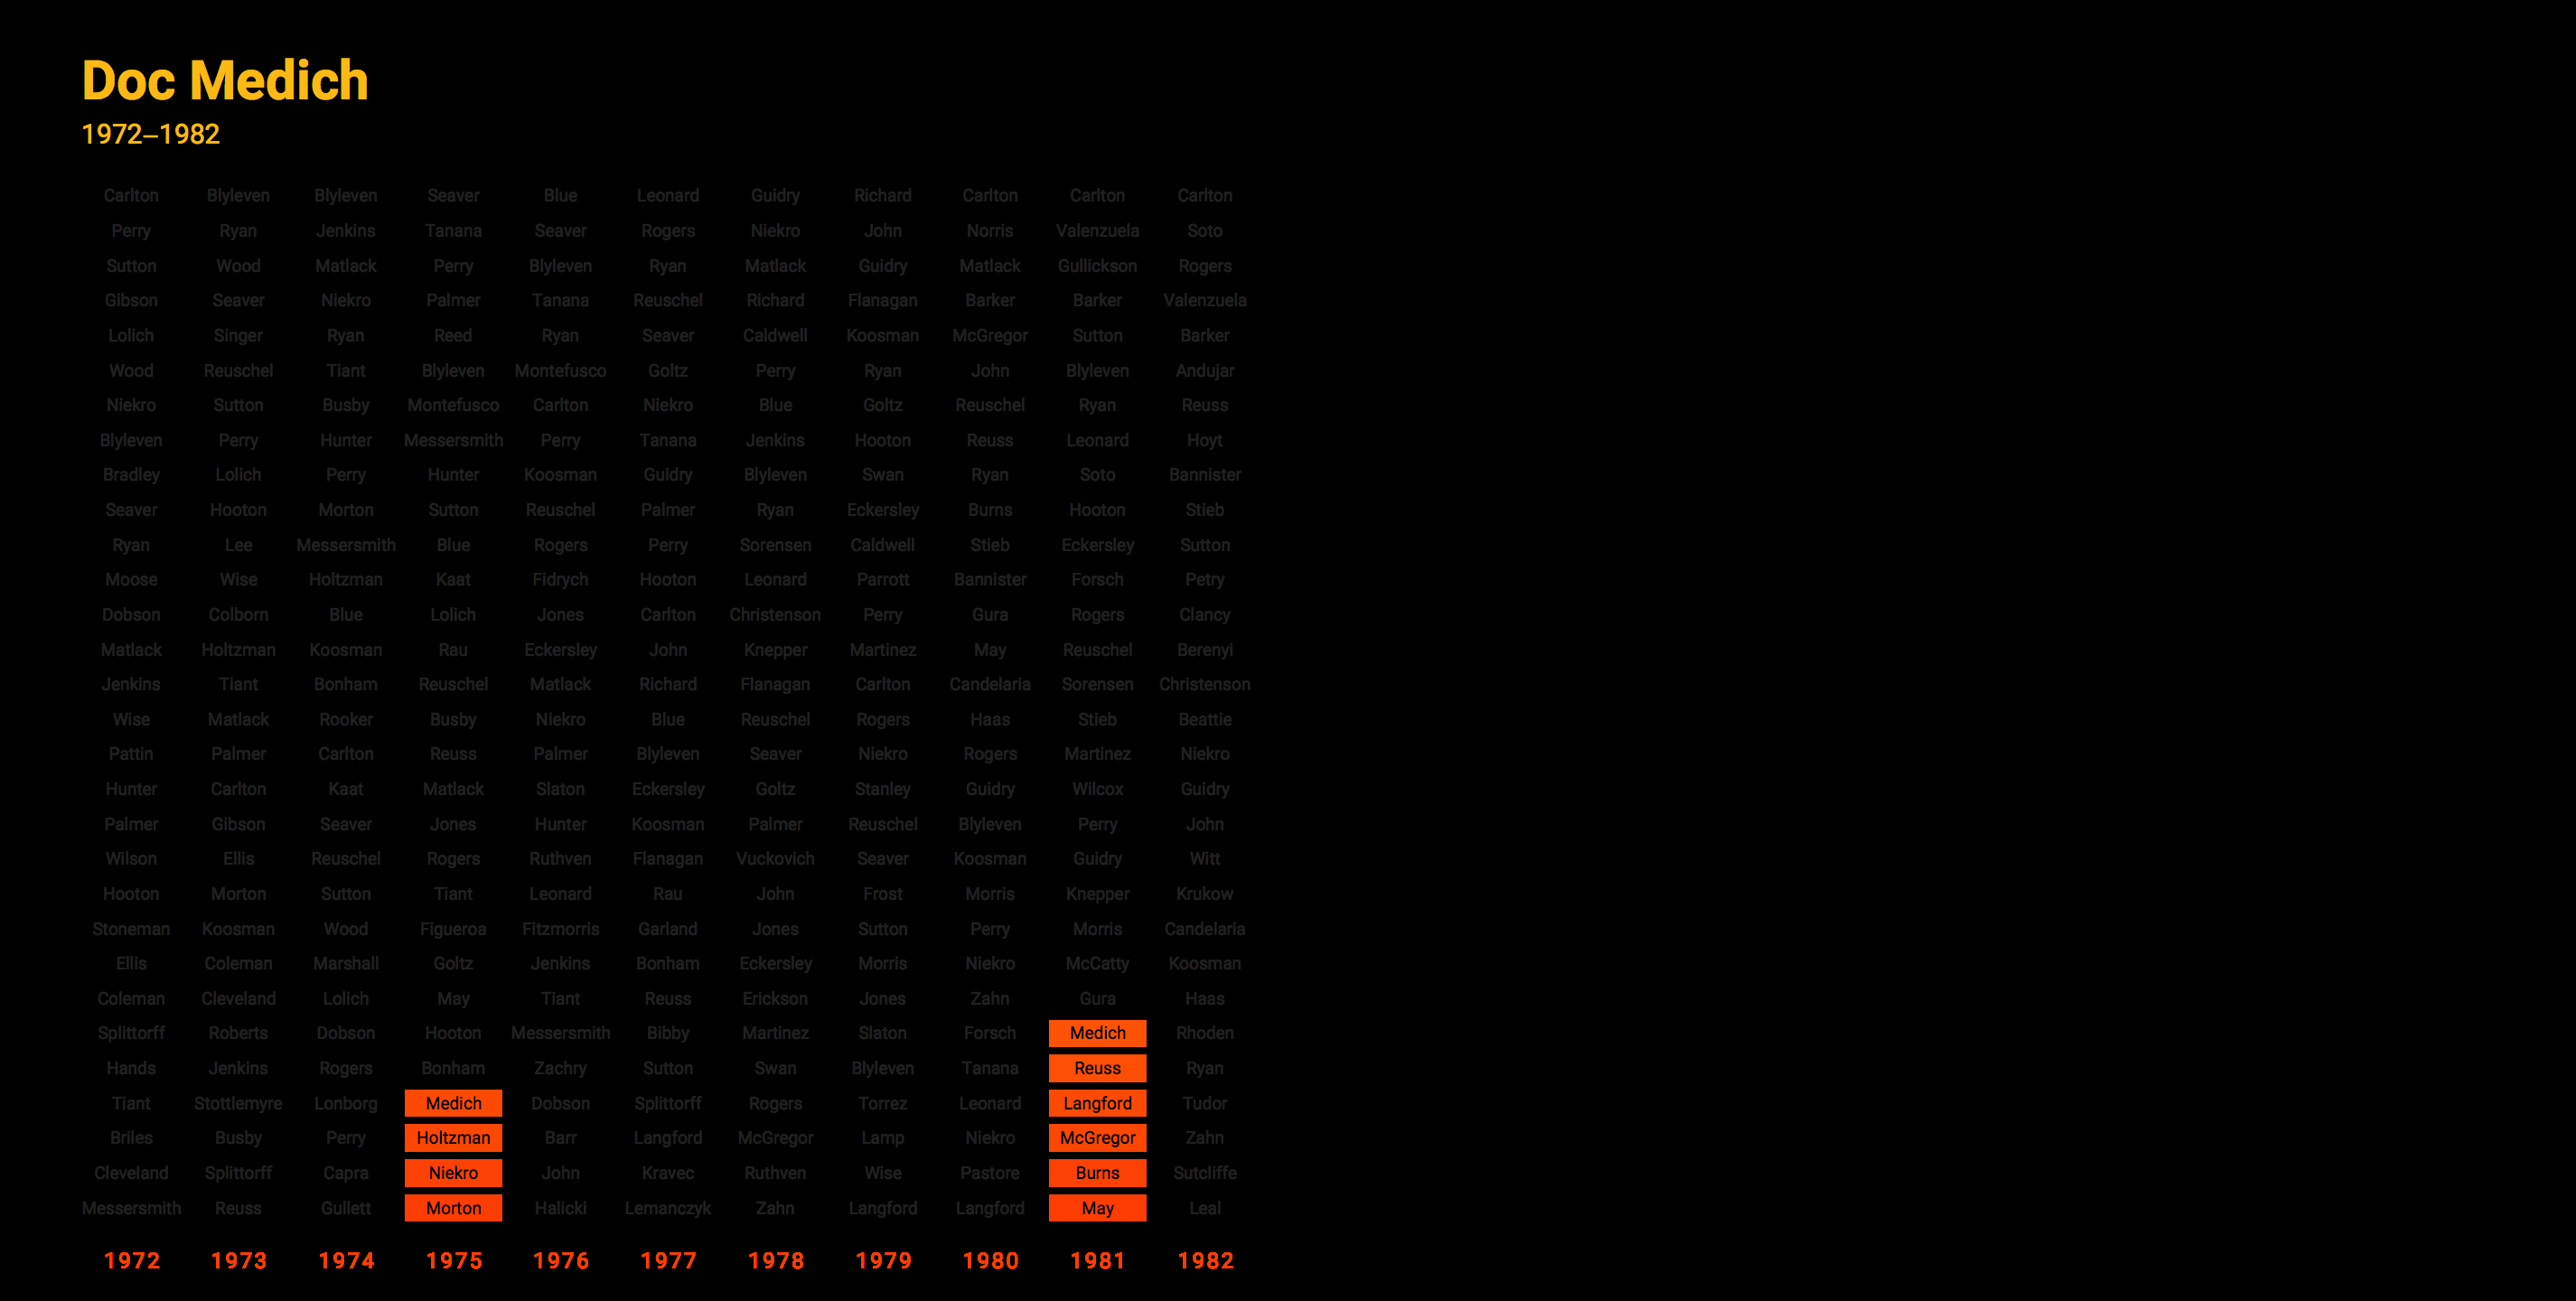 Doc Medich
1972–1982
Carlton Blyleven Blyleven Seaver Blue Leonard Guidry Richard Carlton Carlton Carlton
Perry Ryan Jenkins Tanana Seaver Rogers Niekro John Norris Valenzuela Soto
Sutton Wood Matlack Perry Blyleven Ryan Matlack Guidry Matlack Gullickson Rogers
Gibson Seaver Niekro Palmer Tanana Reuschel Richard Flanagan Barker Barker Valenzuela
Lolich Singer Ryan Reed Ryan Seaver Caldwell Koosman McGregor Sutton Barker
Wood Reuschel Tiant Blyleven Montefusco Goltz Perry Ryan John Blyleven Andujar
Niekro Sutton Busby Montefusco Carlton Niekro Blue Goltz Reuschel Ryan Reuss
Blyleven Perry Hunter Messersmith Perry Tanana Jenkins Hooton Reuss Leonard Hoyt
Bradley Lolich Perry Hunter Koosman Guidry Blyleven Swan Ryan Soto Bannister
Seaver Hooton Morton Sutton Reuschel Palmer Ryan Eckersley Burns Hooton Stieb
Ryan Lee Messersmith Blue Rogers Perry Sorensen Caldwell Stieb Eckersley Sutton
Moose Wise Holtzman Kaat Fidrych Hooton Leonard Parrott Bannister Forsch Petry
Dobson Colborn Blue Lolich Jones Carlton Christenson Perry Gura Rogers Clancy
Matlack Holtzman Koosman Rau Eckersley John Knepper Martinez May Reuschel Berenyi
Jenkins Tiant Bonham Reuschel Matlack Richard Flanagan Carlton Candelaria Sorensen Christenson
Wise Matlack Rooker Busby Niekro Blue Reuschel Rogers Haas Stieb Beattie
Pattin Palmer Carlton Reuss Palmer Blyleven Seaver Niekro Rogers Martinez Niekro
Hunter Carlton Kaat Matlack Slaton Eckersley Goltz Stanley Guidry Wilcox Guidry
Palmer Gibson Seaver Jones Hunter Koosman Palmer Reuschel Blyleven Perry John
Wilson Ellis Reuschel Rogers Ruthven Flanagan Vuckovich Seaver Koosman Guidry Witt
Hooton Morton Sutton Tiant Leonard Rau John Frost Morris Knepper Krukow
Stoneman Koosman Wood Figueroa Fitzmorris Garland Jones Sutton Perry Morris Candelaria
Ellis Coleman Marshall Goltz Jenkins Bonham Eckersley Morris Niekro McCatty Koosman
Coleman Cleveland Lolich May Tiant Reuss Erickson Jones Zahn Gura Haas
Splittorff Roberts Dobson Hooton Messersmith Bibby Martinez Slaton Forsch Medich Rhoden
Hands Jenkins Rogers Bonham Zachry Sutton Swan Blyleven Tanana Reuss Ryan
Tiant Stottlemyre Lonborg Medich Dobson Splittorff Rogers Torrez Leonard Langford Tudor
Briles Busby Perry Holtzman Barr Langford McGregor Lamp Niekro McGregor Zahn
Cleveland Splittorff Capra Niekro John Kravec Ruthven Wise Pastore Burns Sutcliffe
Messersmith Reuss Gullett Morton Halicki Lemanczyk Zahn Langford Langford May Leal
1972 1973 1974 1975 1976 1977 1978 1979 1980 1981 1982